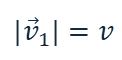 |v⃗₁| = v